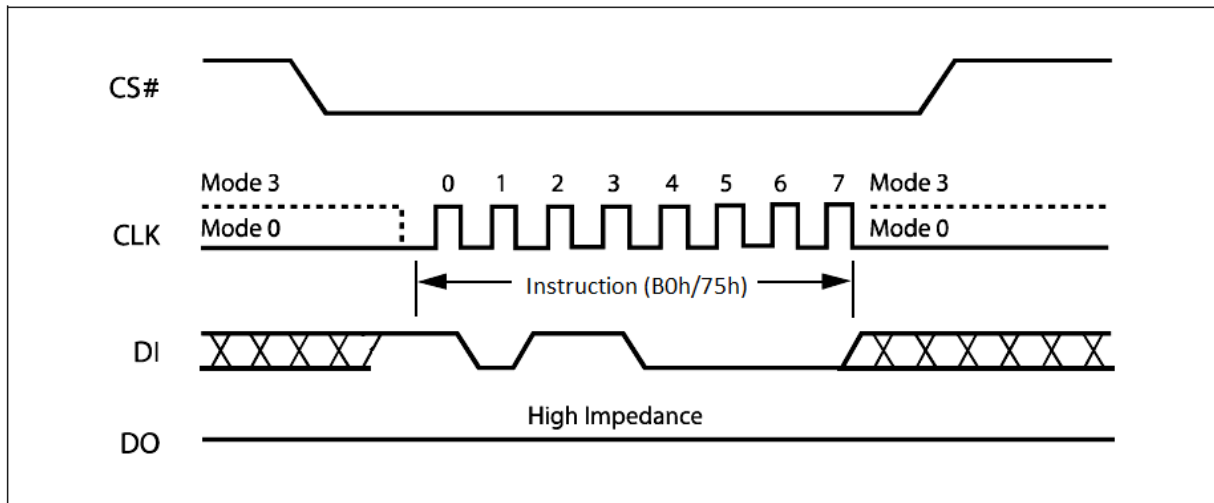 CS#
Mode 3
0 1 2 3 4 5 6 7
Mode 3
CLK
Mode 0
Mode 0
Instruction (B0h/75h)
DI
High Impedance
DO